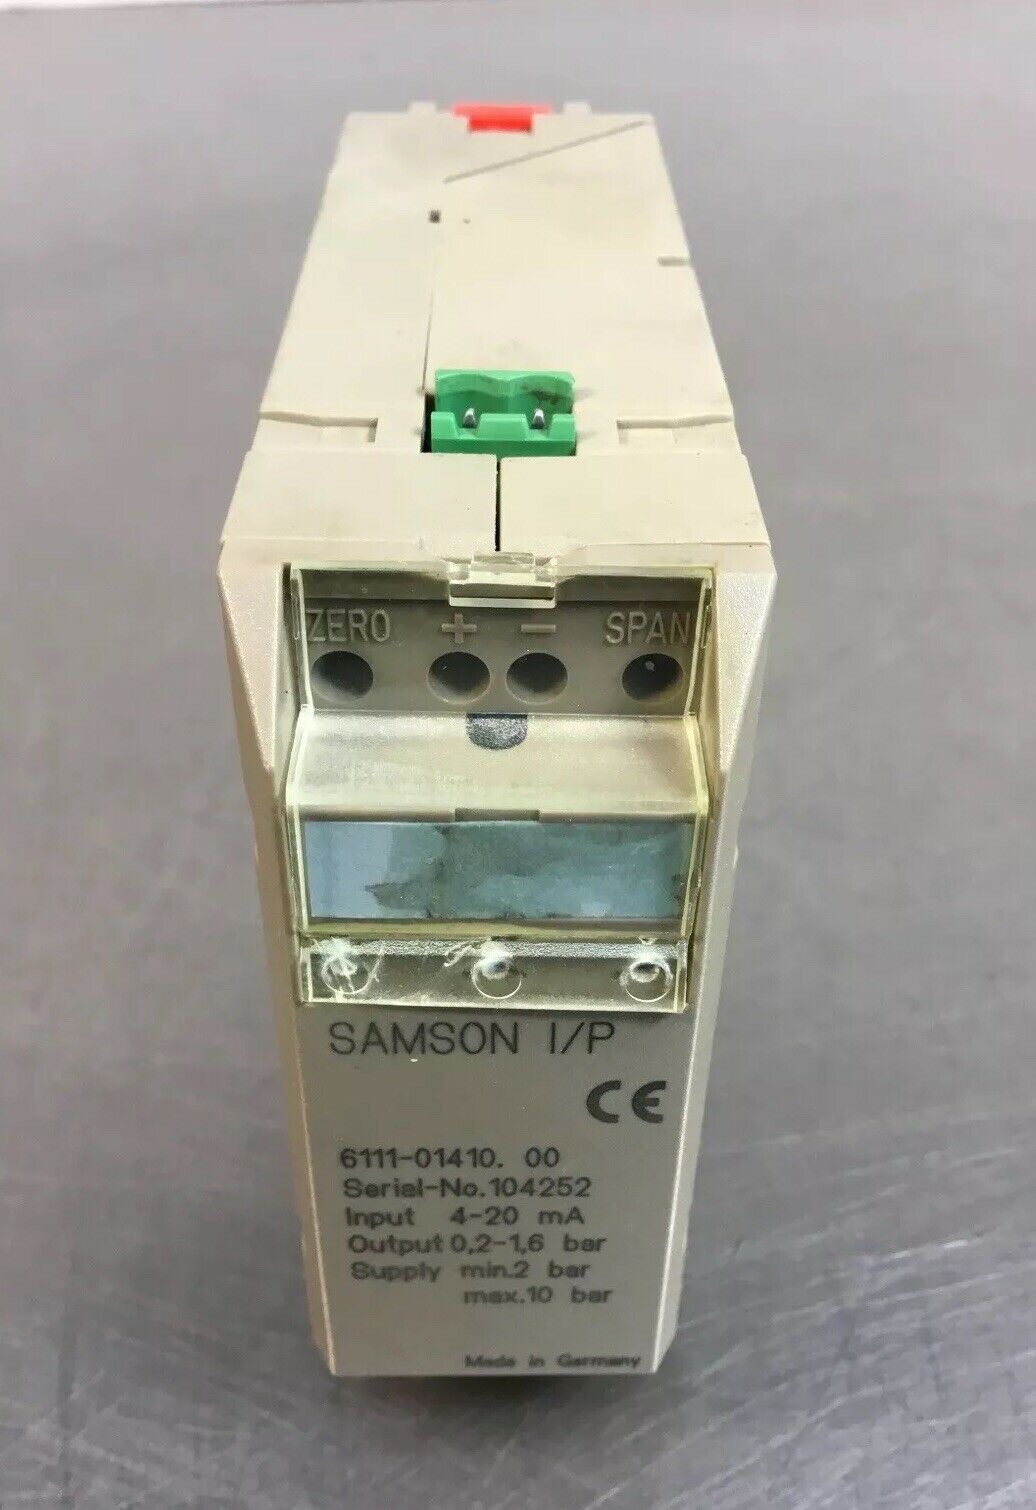 ZERO + − SPAN
SAMSON I/P
CE
6111-01410. 00
Serial-No.104252
Input 4-20 mA
Output 0,2-1,6 bar
Supply min.2 bar
max.10 bar
Made in Germany